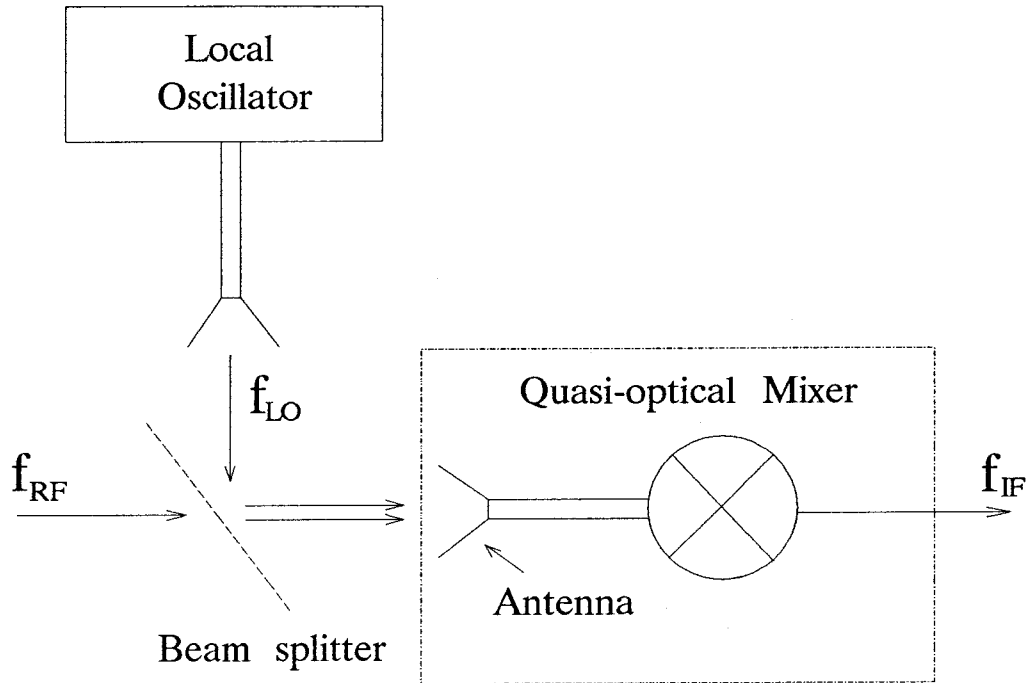 Local
Oscillator
f_LO
Quasi-optical Mixer
f_RF
f_IF
Antenna
Beam splitter